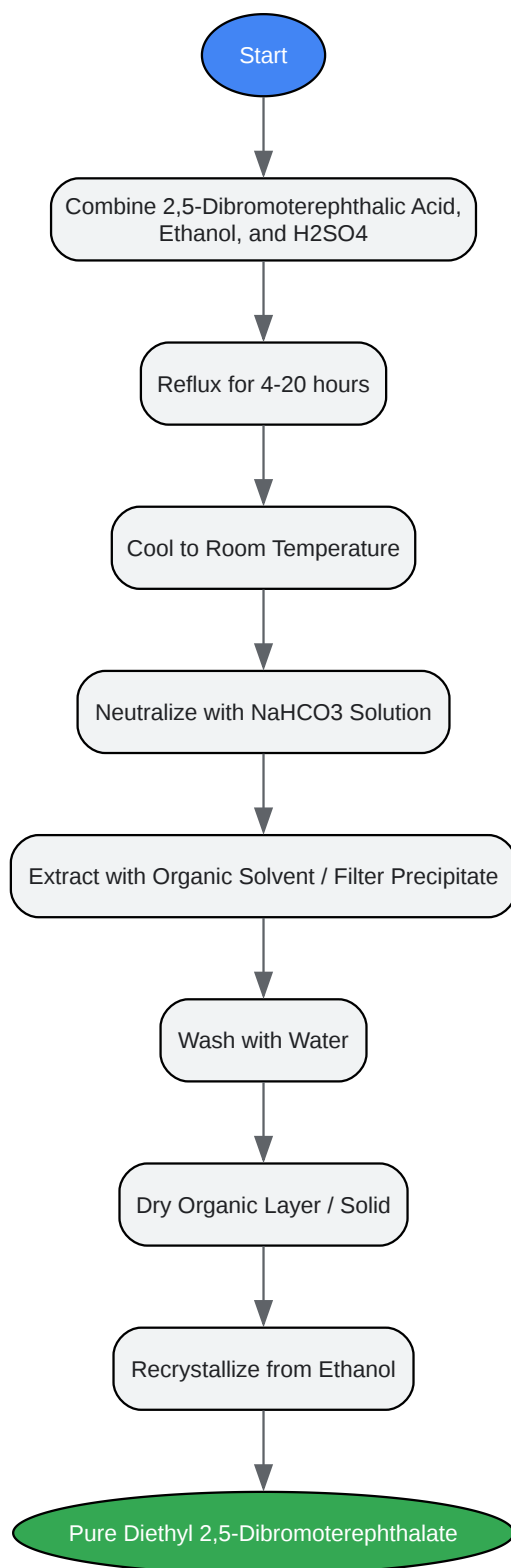 Start
Combine 2,5-Dibromoterephthalic Acid,
Ethanol, and H2SO4
Reflux for 4-20 hours
Cool to Room Temperature
Neutralize with NaHCO3 Solution
Extract with Organic Solvent / Filter Precipitate
Wash with Water
Dry Organic Layer / Solid
Recrystallize from Ethanol
Pure Diethyl 2,5-Dibromoterephthalate